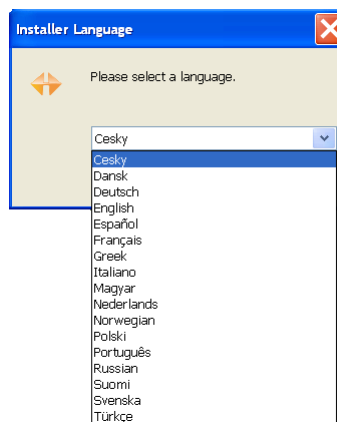 Installer Language
Please select a language.
Cesky
Cesky
Dansk
Deutsch
English
Español
Français
Greek
Italiano
Magyar
Nederlands
Norwegian
Polski
Português
Russian
Suomi
Svenska
Türkçe